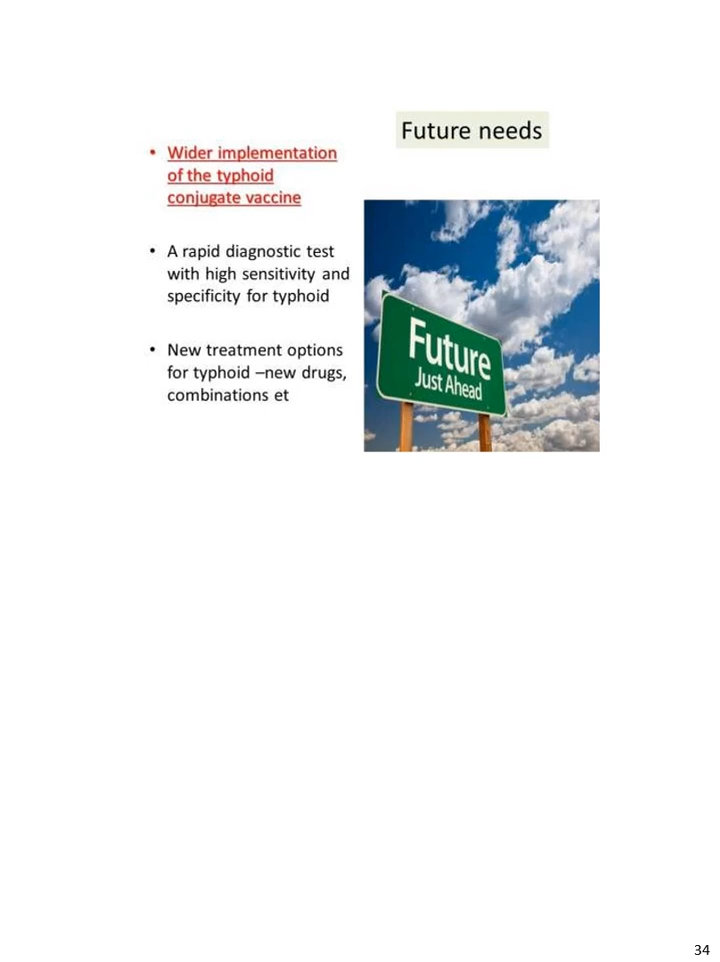 Future needs
• Wider implementation
of the typhoid
conjugate vaccine
• A rapid diagnostic test
with high sensitivity and
specificity for typhoid
• New treatment options
for typhoid –new drugs,
combinations et
Future
Just Ahead
34